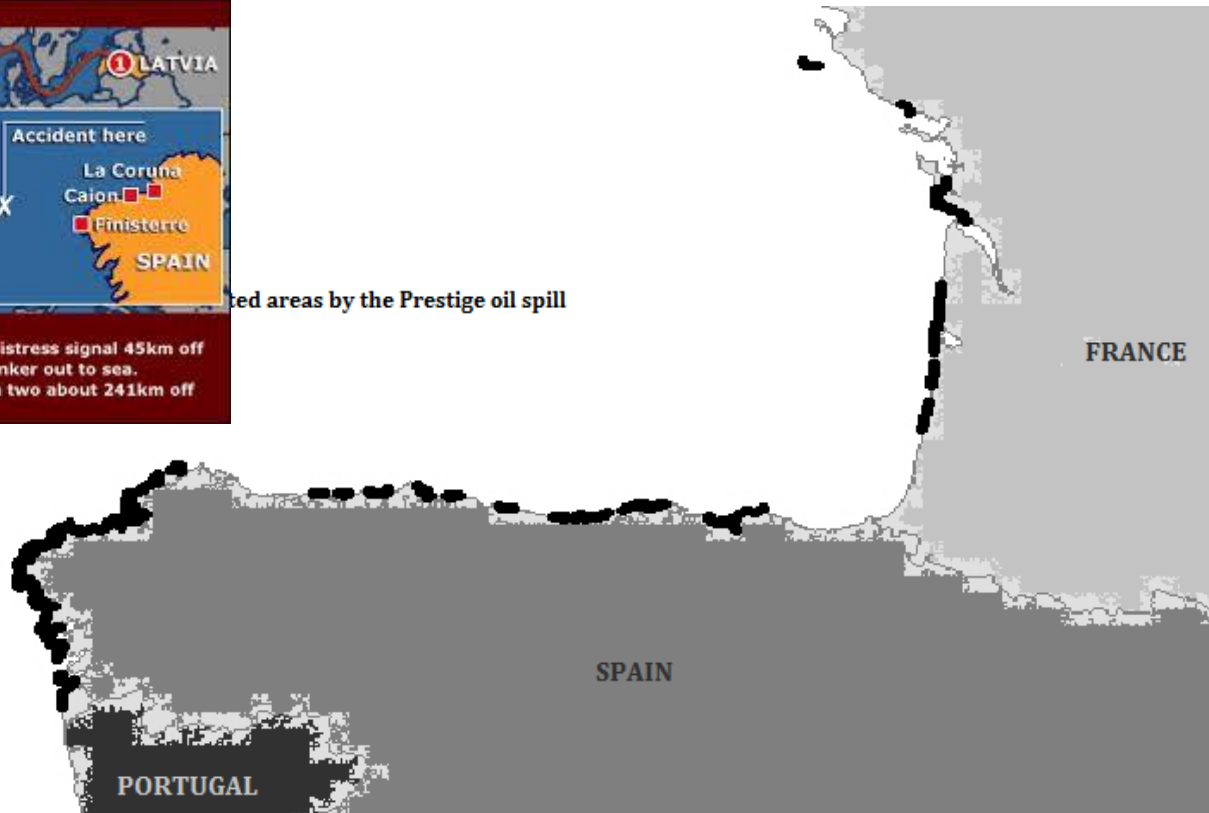 1 LATVIA
Accident here
La Coruna
Caion
X
Finisterre
SPAIN
istress signal 45km off
nker out to sea.
two about 241km off
ted areas by the Prestige oil spill
FRANCE
SPAIN
PORTUGAL